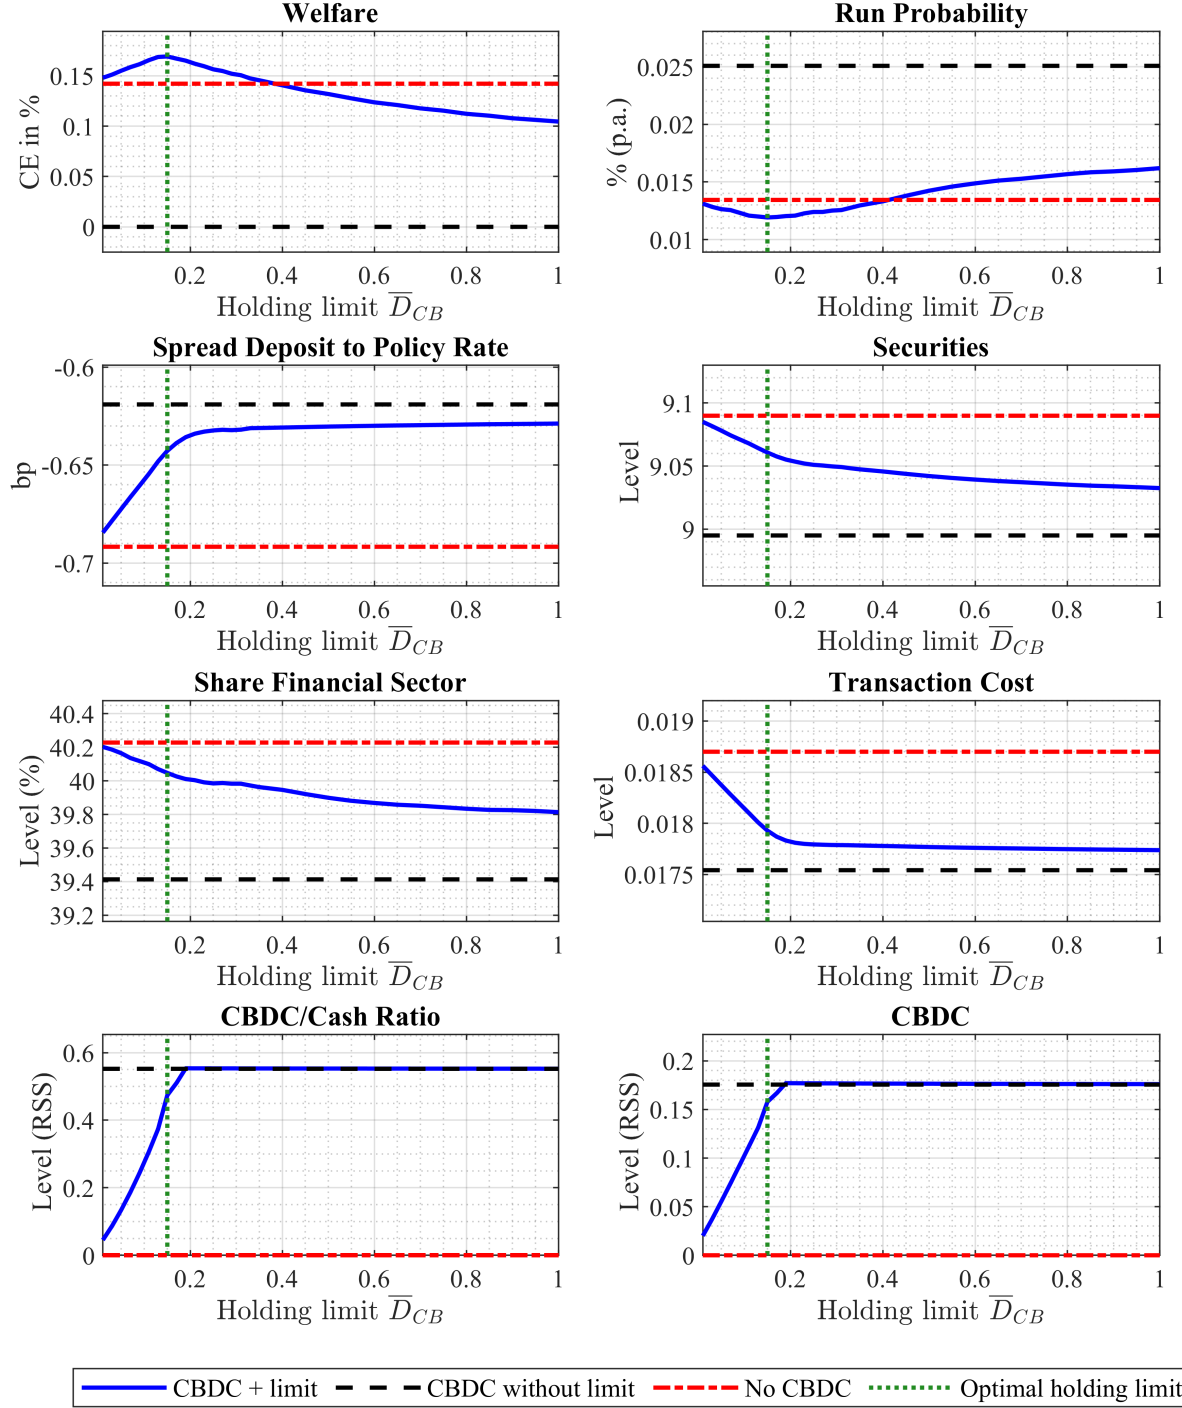 Welfare
CE in %
0.15
0.1
0.05
0
0.2 0.4 0.6 0.8 1
Holding limit D̅_CB
Run Probability
% (p.a.)
0.025
0.02
0.015
0.01
0.2 0.4 0.6 0.8 1
Holding limit D̅_CB
Spread Deposit to Policy Rate
bp
-0.6
-0.65
-0.7
0.2 0.4 0.6 0.8 1
Holding limit D̅_CB
Securities
Level
9.1
9.05
9
0.2 0.4 0.6 0.8 1
Holding limit D̅_CB
Share Financial Sector
Level (%)
40.4
40.2
40
39.8
39.6
39.4
39.2
0.2 0.4 0.6 0.8 1
Holding limit D̅_CB
Transaction Cost
Level
0.019
0.0185
0.018
0.0175
0.2 0.4 0.6 0.8 1
Holding limit D̅_CB
CBDC/Cash Ratio
Level (RSS)
0.6
0.4
0.2
0
0.2 0.4 0.6 0.8 1
Holding limit D̅_CB
CBDC
Level (RSS)
0.2
0.15
0.1
0.05
0
0.2 0.4 0.6 0.8 1
Holding limit D̅_CB
CBDC + limit CBDC without limit No CBDC Optimal holding limit